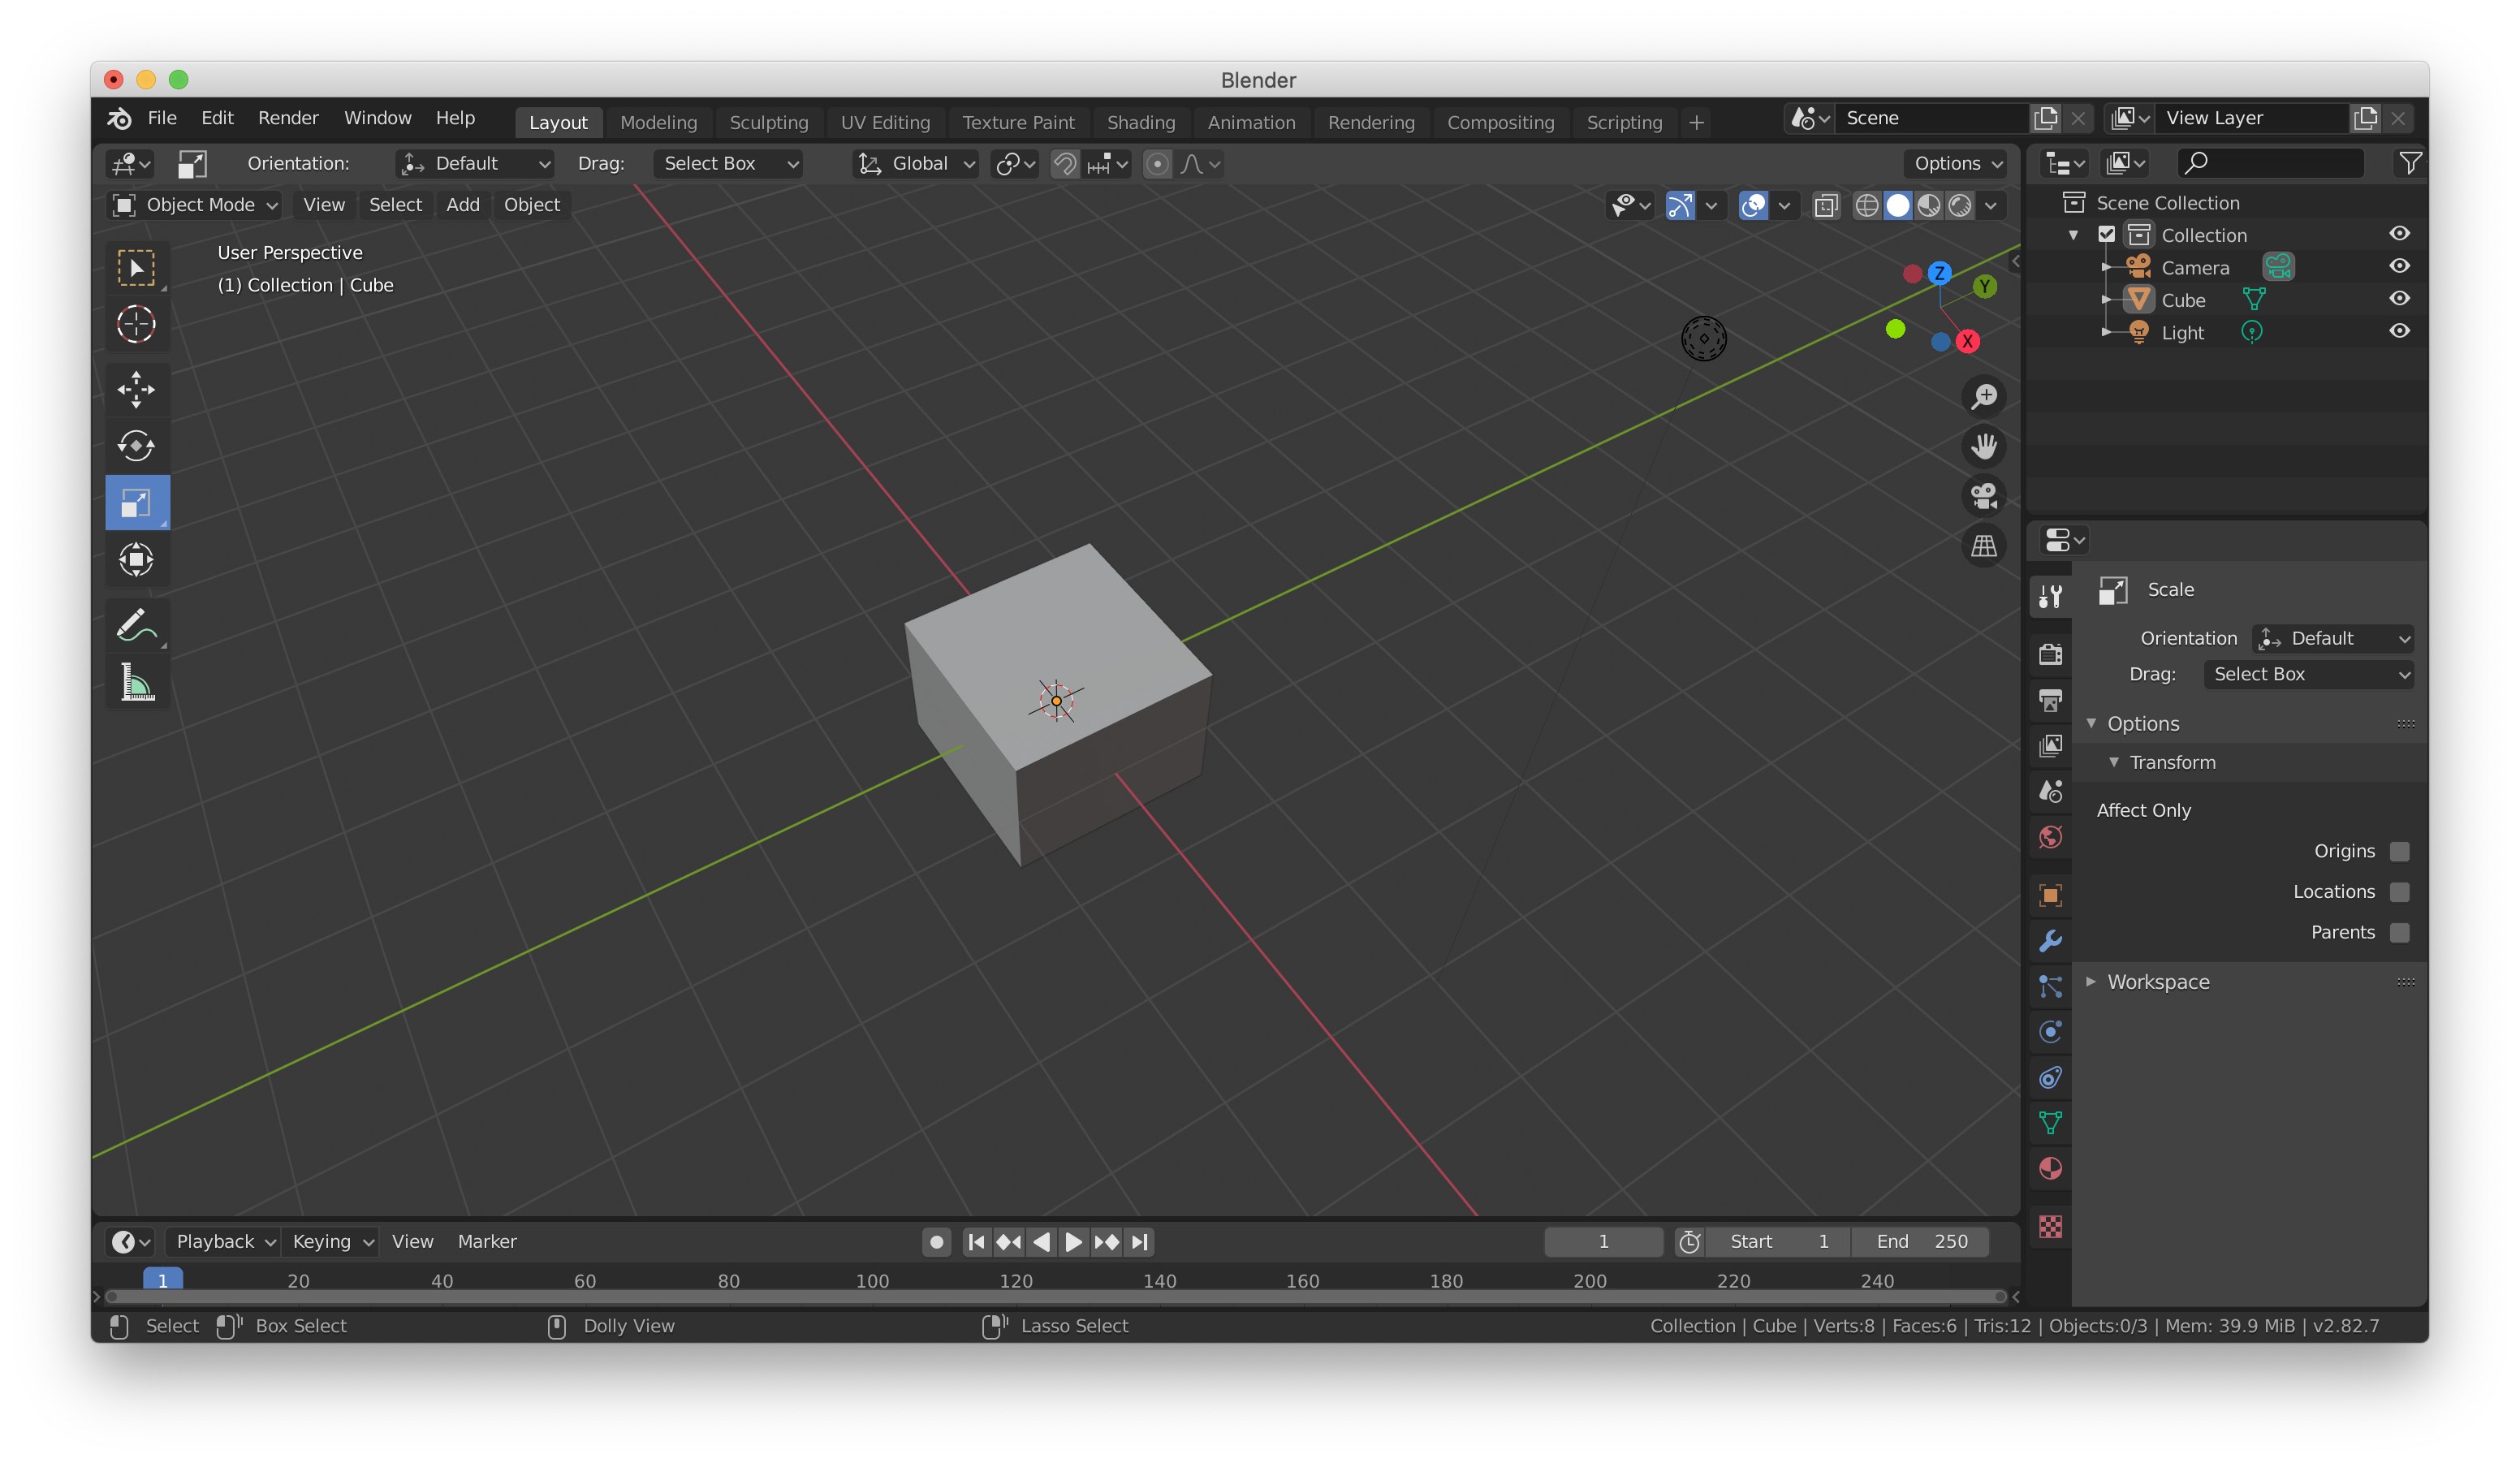 Blender
File Edit Render Window Help Layout Modeling Sculpting UV Editing Texture Paint Shading Animation Rendering Compositing Scripting + Scene View Layer
Orientation: Default Drag: Select Box Global Options
Object Mode View Select Add Object
User Perspective
(1) Collection | Cube
Z
Y
X
Scene Collection
Collection
Camera
Cube
Light
Scale
Orientation Default
Drag: Select Box
Options
Transform
Affect Only
Origins
Locations
Parents
Workspace
Playback Keying View Marker 1 Start 1 End 250
1 20 40 60 80 100 120 140 160 180 200 220 240
Select Box Select Dolly View Lasso Select Collection | Cube | Verts:8 | Faces:6 | Tris:12 | Objects:0/3 | Mem: 39.9 MiB | v2.82.7